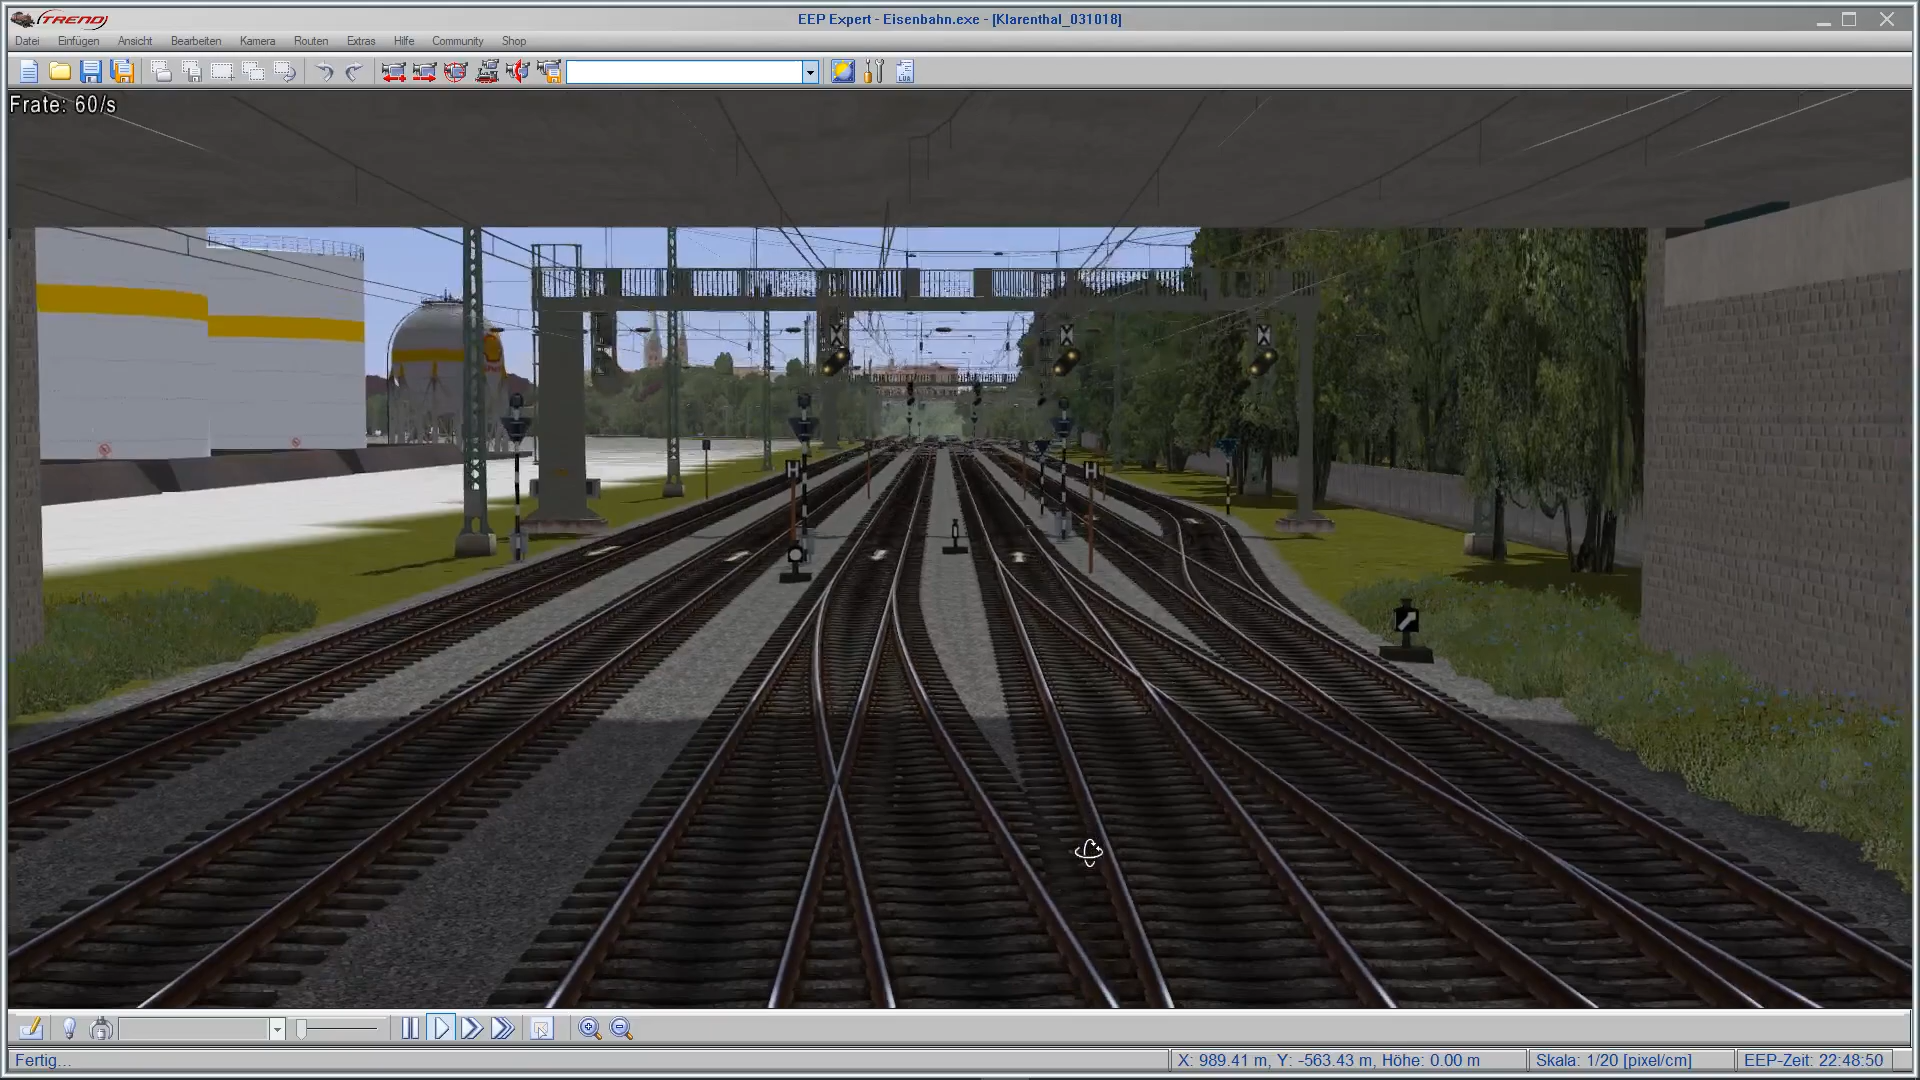 TREND
EEP Expert - Eisenbahn.exe - [Klarenthal_031018]
Datei Einfügen Ansicht Bearbeiten Kamera Routen Extras Hilfe Community Shop
LUA
Frate: 60/s
H H
Fertig...
X: 989.41 m, Y: -563.43 m, Höhe: 0.00 m
Skala: 1/20 [pixel/cm]
EEP-Zeit: 22:48:50